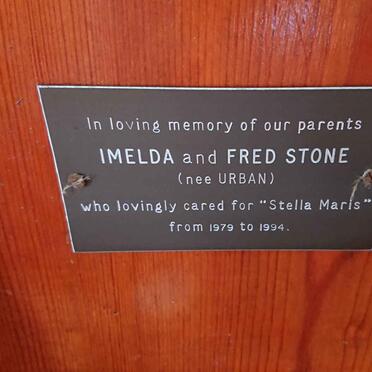 In loving memory of our parents
IMELDA and FRED STONE
(nee URBAN)
who lovingly cared for "Stella Maris"
from 1979 to 1994.